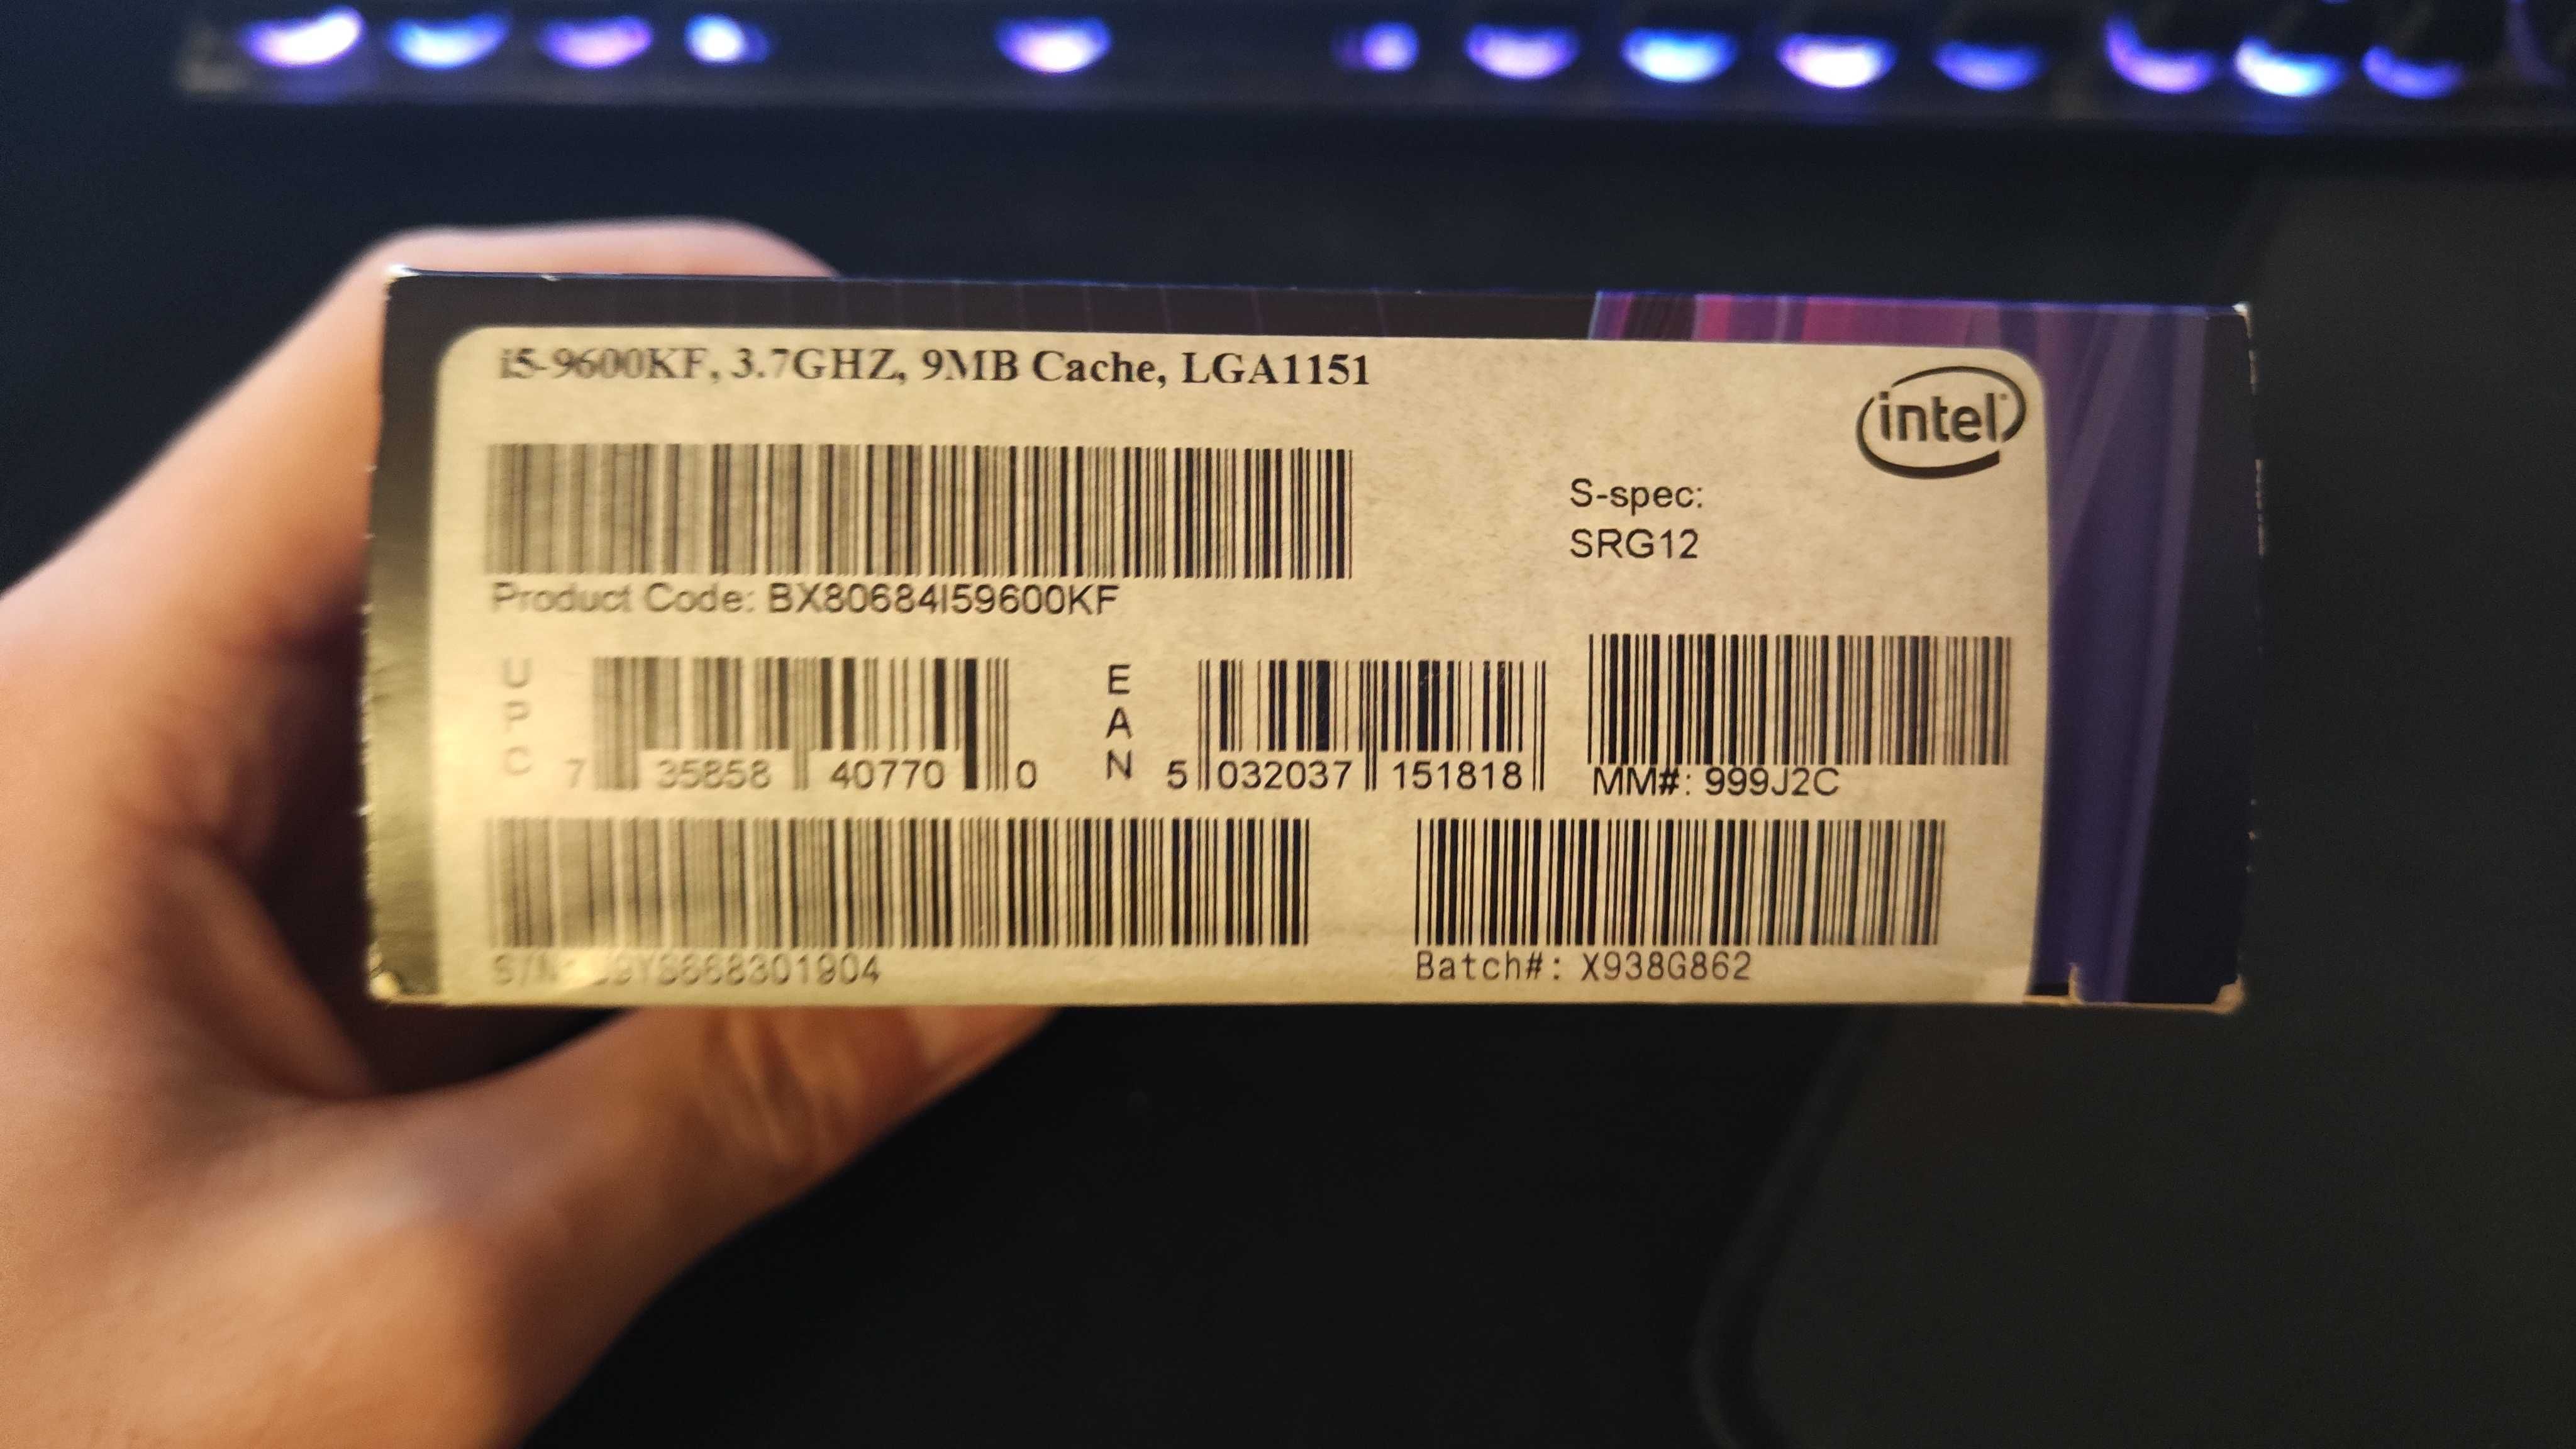 i5-9600KF, 3.7GHZ, 9MB Cache, LGA1151
intel
S-spec:
SRG12
Product Code: BX80684I59600KF
UPC 7 35858 40770 0
EAN 5 032037 151818
MM#: 999J2C
S/N:
Batch#: X938G862